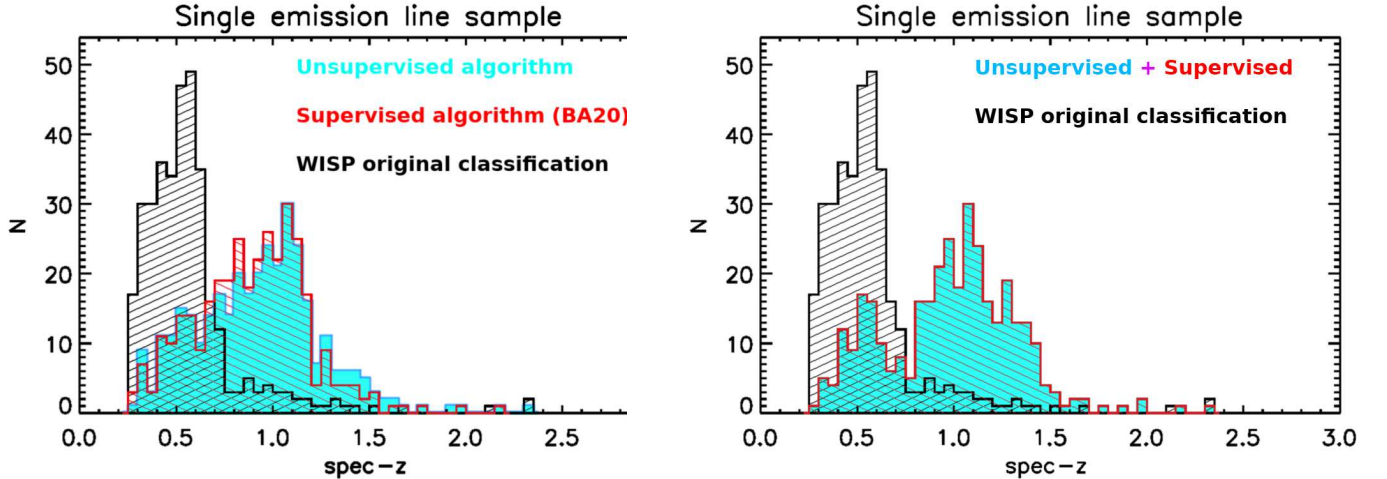 Single emission line sample
Unsupervised algorithm
Supervised algorithm (BA20)
WISP original classification
N
50
40
30
20
10
0
0.0 0.5 1.0 1.5 2.0 2.5
spec-z
Single emission line sample
Unsupervised + Supervised
WISP original classification
N
50
40
30
20
10
0
0.0 0.5 1.0 1.5 2.0 2.5 3.0
spec-z